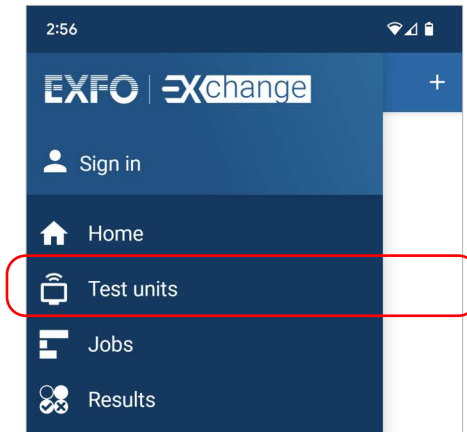 2:56
EXFO EXchange
+
Sign in
Home
Test units
Jobs
Results